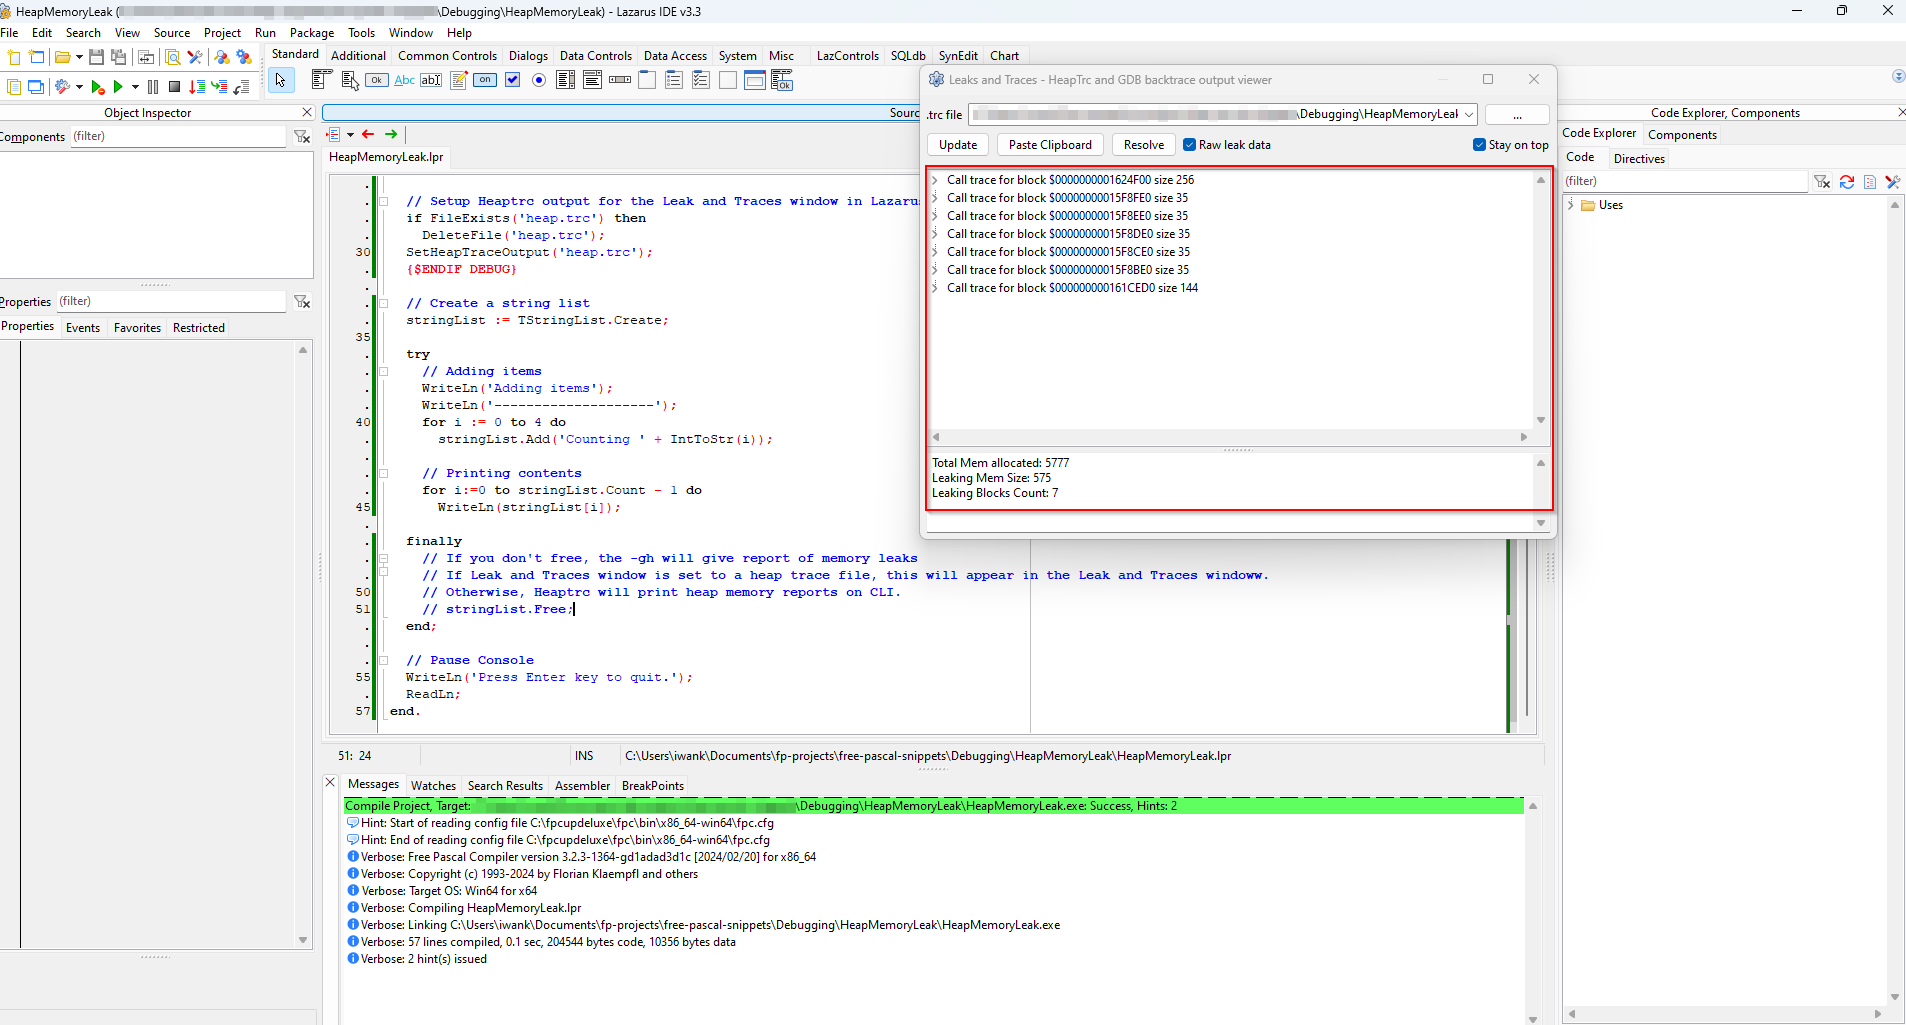 HeapMemoryLeak ( \Debugging\HeapMemoryLeak) - Lazarus IDE v3.3
File Edit Search View Source Project Run Package Tools Window Help
Standard Additional Common Controls Dialogs Data Controls Data Access System Misc LazControls SQLdb SynEdit Chart
Ok Abc ab on Ok
Object Inspector
Components (filter)
Properties (filter)
Properties Events Favorites Restricted
Sourc
HeapMemoryLeak.lpr
// Setup Heaptrc output for the Leak and Traces window in Lazarus
if FileExists('heap.trc') then
DeleteFile('heap.trc');
30 SetHeapTraceOutput('heap.trc');
{$ENDIF DEBUG}
// Create a string list
stringList := TStringList.Create;
35
try
// Adding items
WriteLn('Adding items');
WriteLn('--------------------');
40 for i := 0 to 4 do
stringList.Add('Counting ' + IntToStr(i));
// Printing contents
for i:=0 to stringList.Count - 1 do
45 WriteLn(stringList[i]);
finally
// If you don't free, the -gh will give report of memory leaks
// If Leak and Traces window is set to a heap trace file, this will appear in the Leak and Traces windoww.
50 // Otherwise, Heaptrc will print heap memory reports on CLI.
51 // stringList.Free;
end;
// Pause Console
55 WriteLn('Press Enter key to quit.');
ReadLn;
57 end.
51: 24 INS C:\Users\iwank\Documents\fp-projects\free-pascal-snippets\Debugging\HeapMemoryLeak\HeapMemoryLeak.lpr
Leaks and Traces - HeapTrc and GDB backtrace output viewer
.trc file \Debugging\HeapMemoryLeak ...
Update Paste Clipboard Resolve Raw leak data Stay on top
Call trace for block $0000000001624F00 size 256
Call trace for block $00000000015F8FE0 size 35
Call trace for block $00000000015F8EE0 size 35
Call trace for block $00000000015F8DE0 size 35
Call trace for block $00000000015F8CE0 size 35
Call trace for block $00000000015F8BE0 size 35
Call trace for block $000000000161CED0 size 144
Total Mem allocated: 5777
Leaking Mem Size: 575
Leaking Blocks Count: 7
Code Explorer, Components
Code Explorer Components
Code Directives
(filter)
Uses
Messages Watches Search Results Assembler BreakPoints
Compile Project, Target: \Debugging\HeapMemoryLeak\HeapMemoryLeak.exe: Success, Hints: 2
Hint: Start of reading config file C:\fpcupdeluxe\fpc\bin\x86_64-win64\fpc.cfg
Hint: End of reading config file C:\fpcupdeluxe\fpc\bin\x86_64-win64\fpc.cfg
Verbose: Free Pascal Compiler version 3.2.3-1364-gd1adad3d1c [2024/02/20] for x86_64
Verbose: Copyright (c) 1993-2024 by Florian Klaempfl and others
Verbose: Target OS: Win64 for x64
Verbose: Compiling HeapMemoryLeak.lpr
Verbose: Linking C:\Users\iwank\Documents\fp-projects\free-pascal-snippets\Debugging\HeapMemoryLeak\HeapMemoryLeak.exe
Verbose: 57 lines compiled, 0.1 sec, 204544 bytes code, 10356 bytes data
Verbose: 2 hint(s) issued